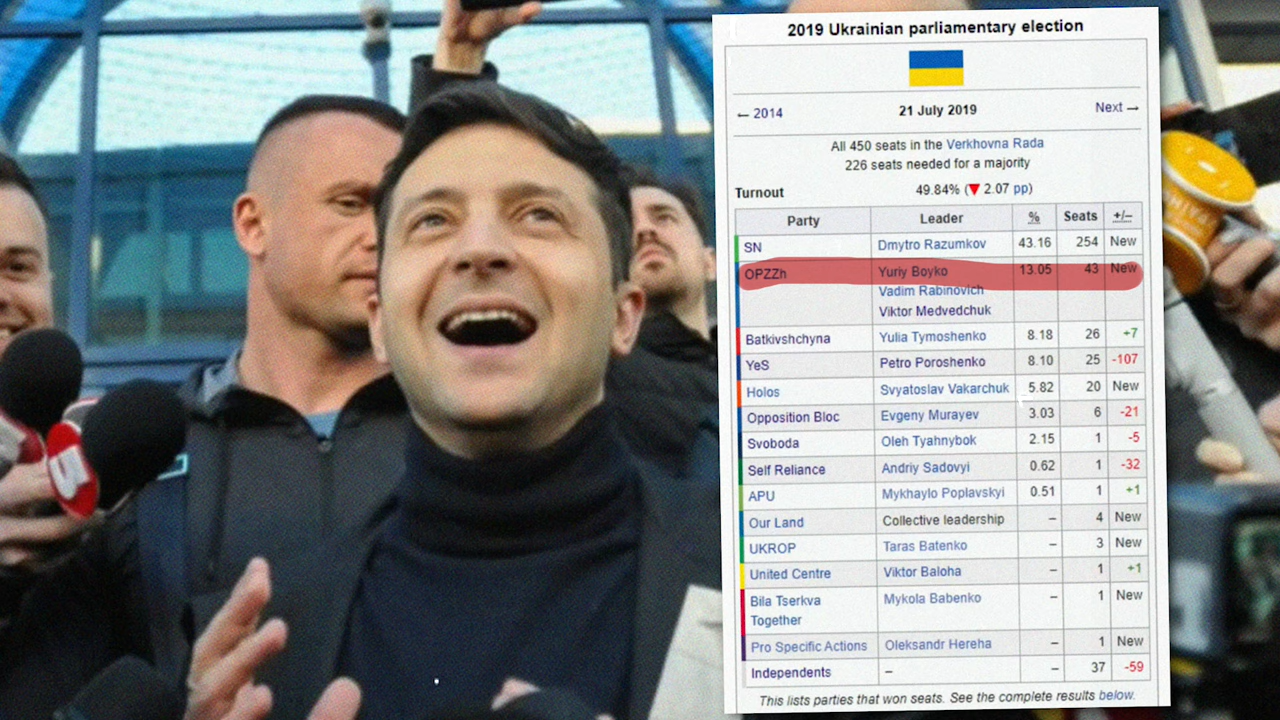 2019 Ukrainian parliamentary election
← 2014 21 July 2019 Next →
All 450 seats in the Verkhovna Rada
226 seats needed for a majority
Turnout 49.84% (▼ 2.07 pp)
Party Leader % Seats +/–
SN Dmytro Razumkov 43.16 254 New
OPZZh Yuriy Boyko 13.05 43 New
Vadim Rabinovich
Viktor Medvedchuk
Batkivshchyna Yulia Tymoshenko 8.18 26 +7
YeS Petro Poroshenko 8.10 25 -107
Holos Svyatoslav Vakarchuk 5.82 20 New
Opposition Bloc Evgeny Murayev 3.03 6 -21
Svoboda Oleh Tyahnybok 2.15 1 -5
Self Reliance Andriy Sadovyi 0.62 1 -32
APU Mykhaylo Poplavskyi 0.51 1 +1
Our Land Collective leadership – 4 New
UKROP Taras Batenko – 3 New
United Centre Viktor Baloha – 1 +1
Bila Tserkva Mykola Babenko – 1 New
Together
Pro Specific Actions Oleksandr Hereha – 1 New
Independents – – 37 -59
This lists parties that won seats. See the complete results below.